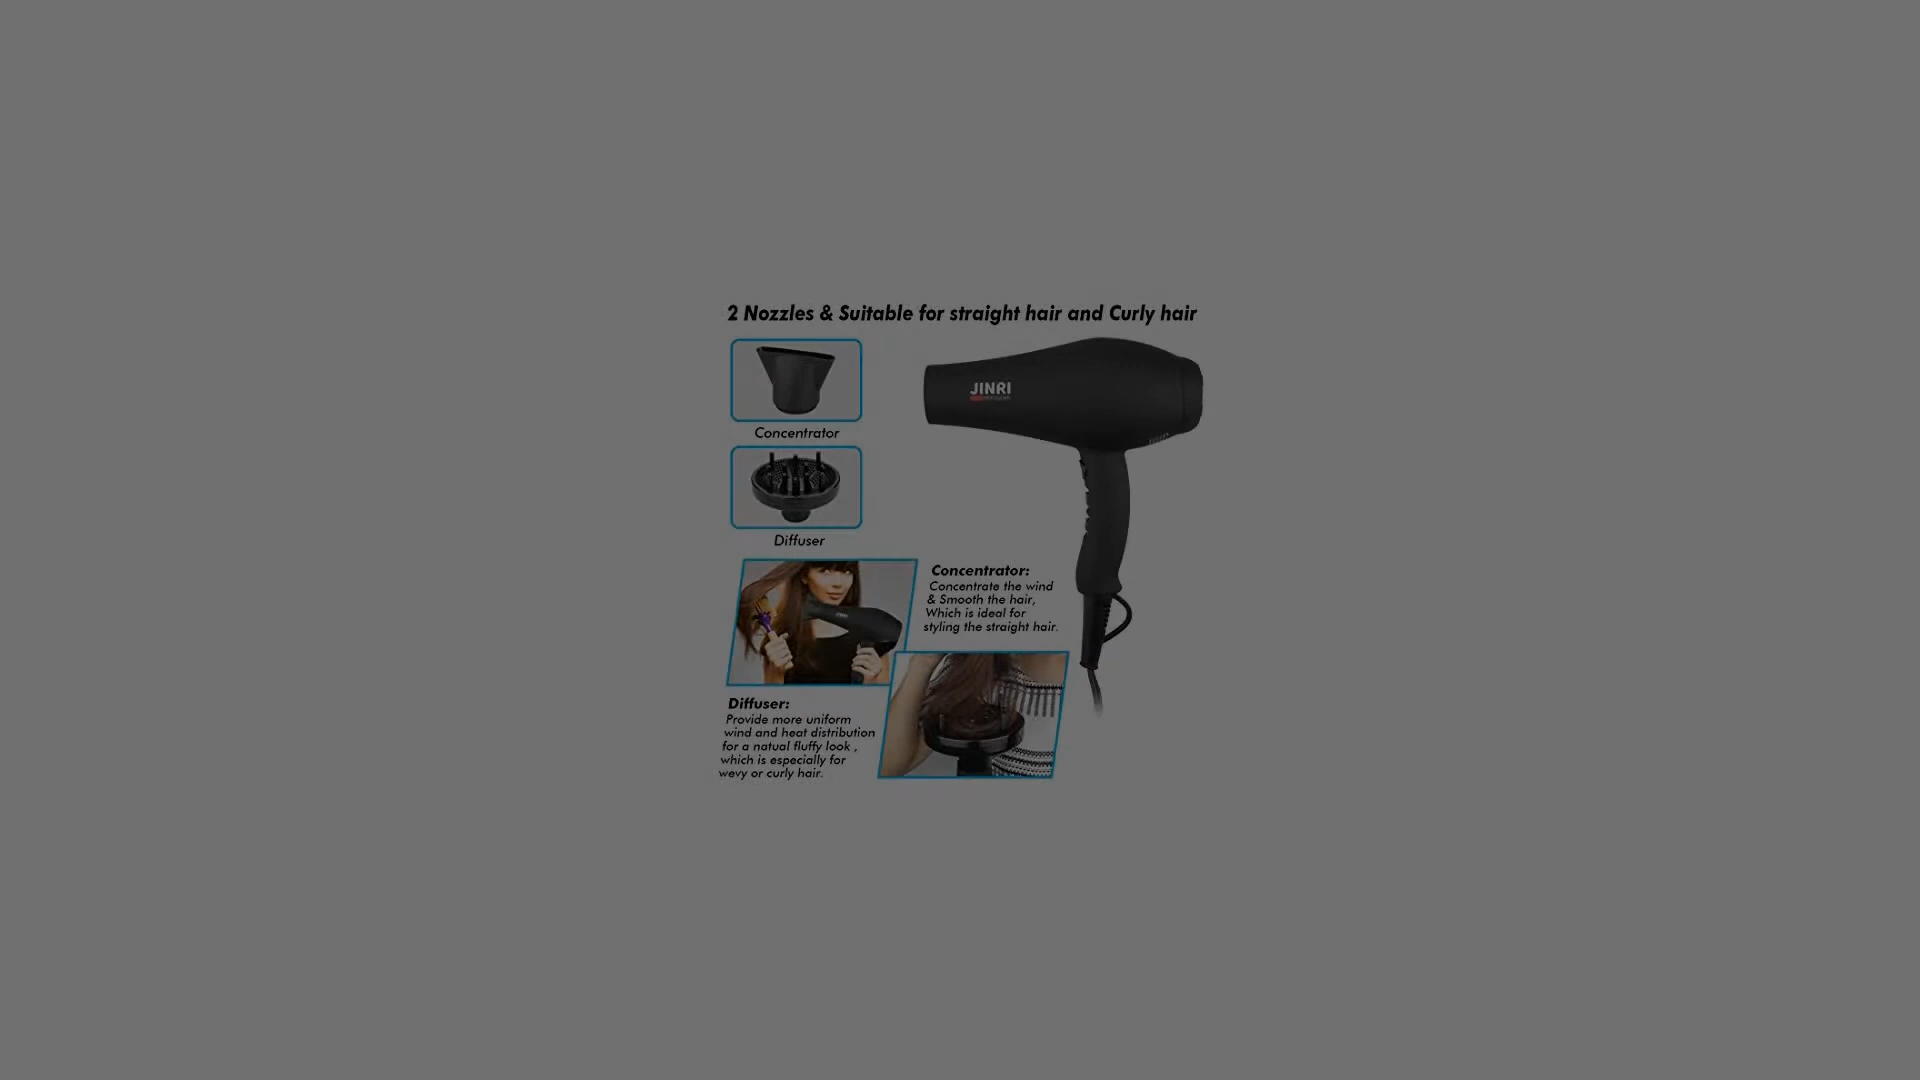 2 Nozzles & Suitable for straight hair and Curly hair
JINRI
Concentrator
Diffuser
Concentrator:
Concentrate the wind
& Smooth the hair,
Which is ideal for
styling the straight hair.
JINRI
Diffuser:
Provide more uniform
wind and heat distribution
for a natual fluffy look ,
which is especially for
wevy or curly hair.